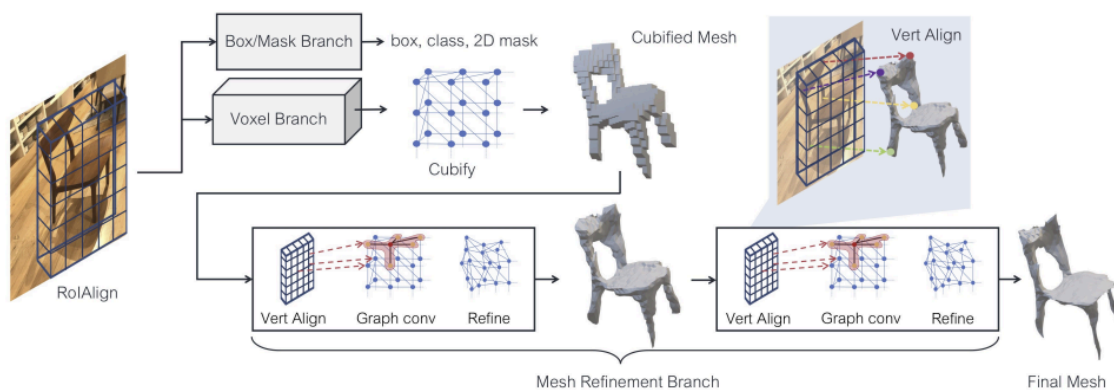 Box/Mask Branch
box, class, 2D mask
Cubified Mesh
Vert Align
Voxel Branch
Cubify
RoIAlign
Vert Align
Graph conv
Refine
Vert Align
Graph conv
Refine
Mesh Refinement Branch
Final Mesh